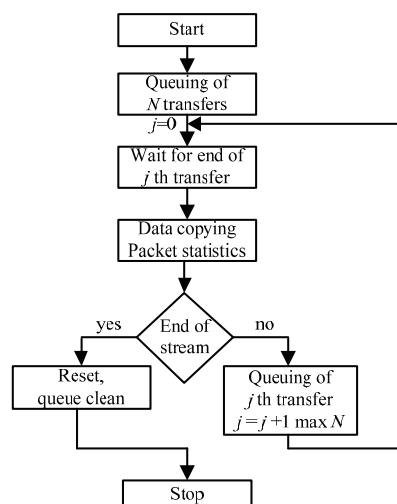 Start
Queuing of
N transfers
j=0
Wait for end of
j th transfer
Data copying
Packet statistics
End of
stream
yes
no
Reset,
queue clean
Queuing of
j th transfer
j = j +1 max N
Stop